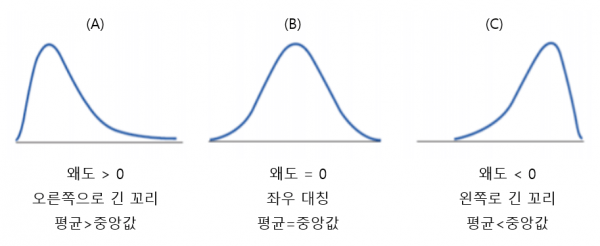 (A)
(B)
(C)
왜도 > 0
오른쪽으로 긴 꼬리
평균>중앙값
왜도 = 0
좌우 대칭
평균=중앙값
왜도 < 0
왼쪽로 긴 꼬리
평균<중앙값